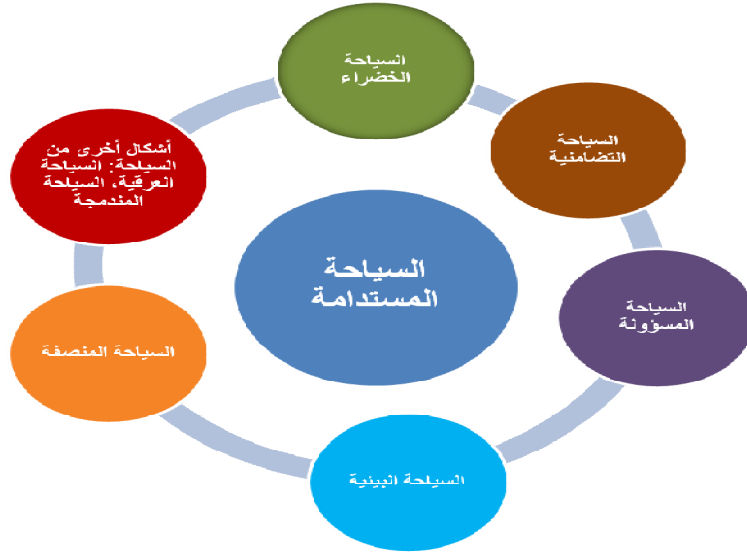 السياحة
الخضراء
السياحة
التضامنية
السياحة
المسؤولة
السياحة البيئية
السياحة المنصفة
أشكال أخرى من
السياحة: السياحة
العرقية، السياحة
المندمجة
السياحة
المستدامة